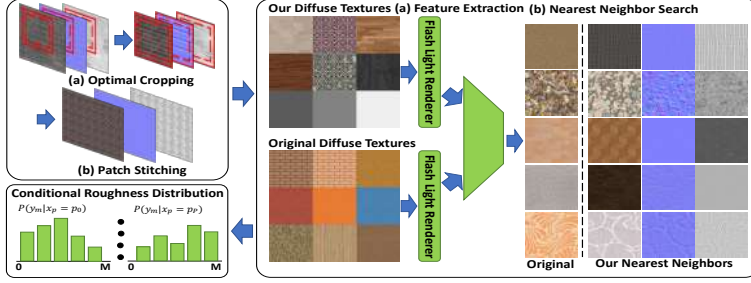 (a) Optimal Cropping
(b) Patch Stitching
Conditional Roughness Distribution
P(y_m|x_p = p_0)
P(y_m|x_p = p_P)
0 M
0 M
Our Diffuse Textures (a) Feature Extraction
Flash Light Renderer
Original Diffuse Textures
Flash Light Renderer
(b) Nearest Neighbor Search
Original
Our Nearest Neighbors